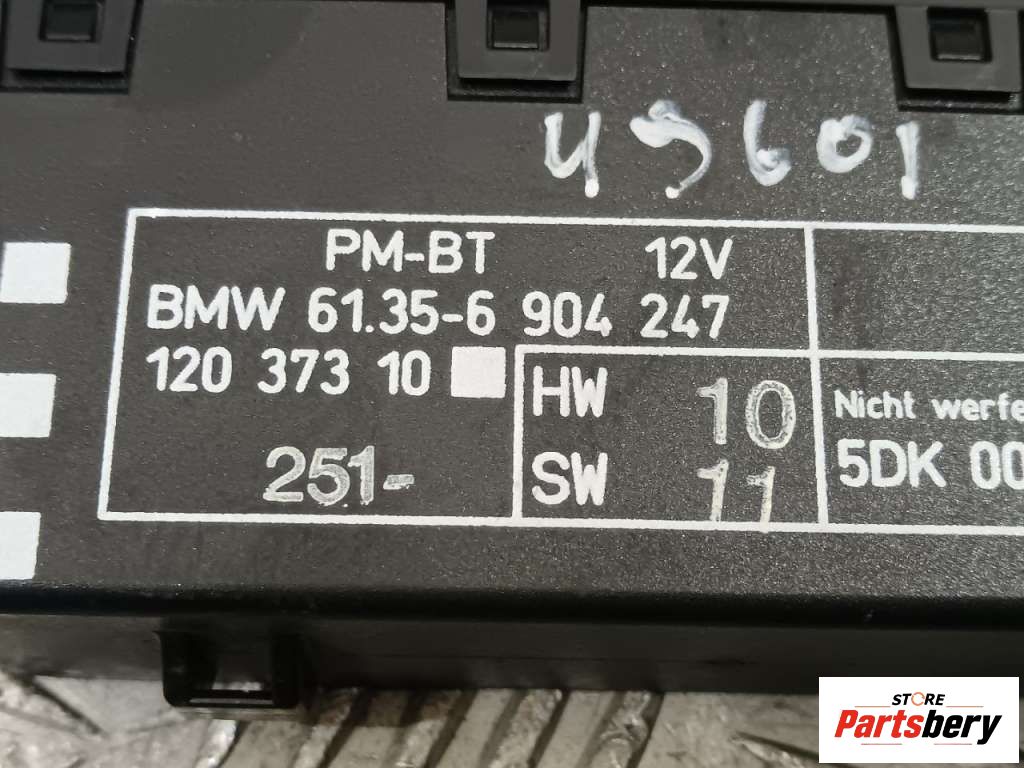 49601
PM-BT 12V
BMW 61.35-6 904 247
120 373 10
HW 10
Nicht werfe
251-
SW 11
5DK 00
STORE
Partsbery